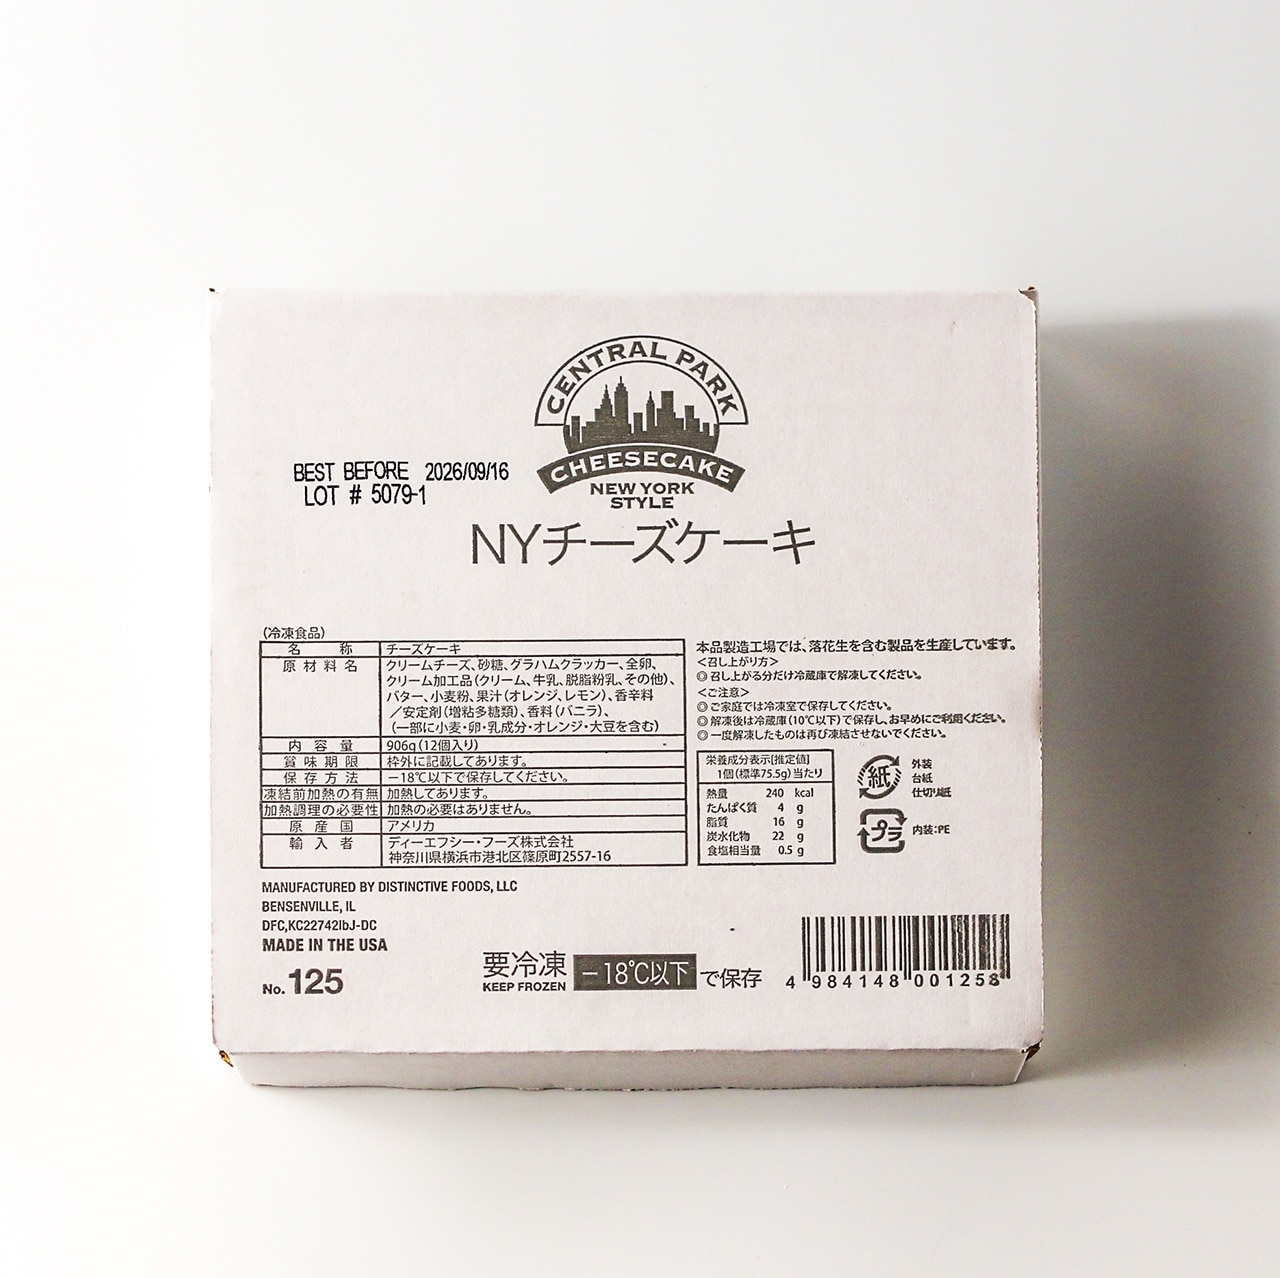 CENTRAL PARK
CHEESECAKE
NEW YORK
STYLE
BEST BEFORE 2026/09/16
LOT # 5079-1
NYチーズケーキ
(冷凍食品)
名称 チーズケーキ
原材料名 クリームチーズ、砂糖、グラハムクラッカー、全卵、
クリーム加工品(クリーム、牛乳、脱脂粉乳、その他)、
バター、小麦粉、果汁(オレンジ、レモン)、香辛料
／安定剤(増粘多糖類)、香料(バニラ)、
(一部に小麦・卵・乳成分・オレンジ・大豆を含む)
内容量 906g(12個入り)
賞味期限 枠外に記載してあります。
保存方法 －18℃以下で保存してください。
凍結前加熱の有無 加熱してあります。
加熱調理の必要性 加熱の必要はありません。
原産国 アメリカ
輸入者 ディーエフシー・フーズ株式会社
神奈川県横浜市港北区篠原町2557-16
本品製造工場では、落花生を含む製品を生産しています。
＜召し上がり方＞
◎召し上がる分だけ冷蔵庫で解凍してください。
＜ご注意＞
◎ご家庭では冷凍室で保存してください。
◎解凍後は冷蔵庫(10℃以下)で保存し、お早めにご利用ください。
◎一度解凍したものは再び凍結させないでください。
栄養成分表示[推定値]
1個(標準75.5g)当たり
熱量 240 kcal
たんぱく質 4 g
脂質 16 g
炭水化物 22 g
食塩相当量 0.5 g
紙
外装
台紙
仕切り紙
プラ
内装:PE
MANUFACTURED BY DISTINCTIVE FOODS, LLC
BENSENVILLE, IL
DFC,KC22742lbJ-DC
MADE IN THE USA
No. 125
要冷凍 －18℃以下 で保存
KEEP FROZEN
4 984148 001258